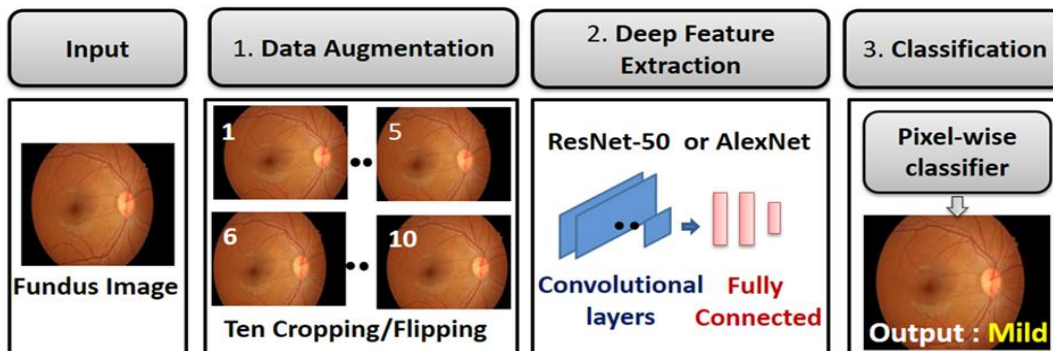 Input
1. Data Augmentation
2. Deep Feature
Extraction
3. Classification
Fundus Image
1
5
6
10
Ten Cropping/Flipping
ResNet-50 or AlexNet
Convolutional
layers
Fully
Connected
Pixel-wise
classifier
Output : Mild